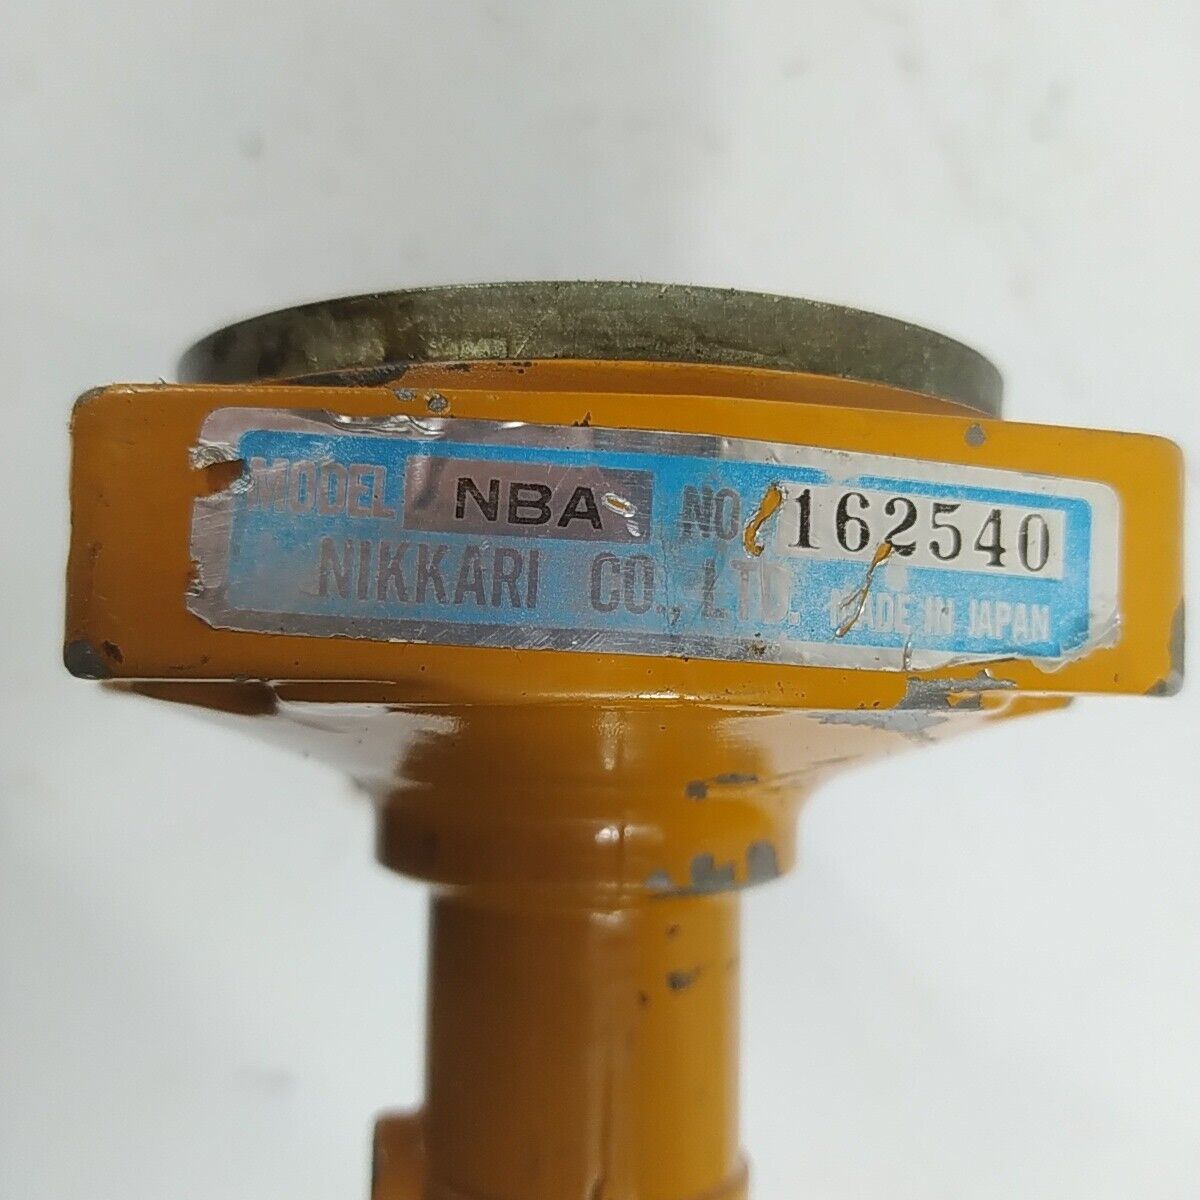 MODEL NBA NO. 162540
NIKKARI CO., LTD. MADE IN JAPAN